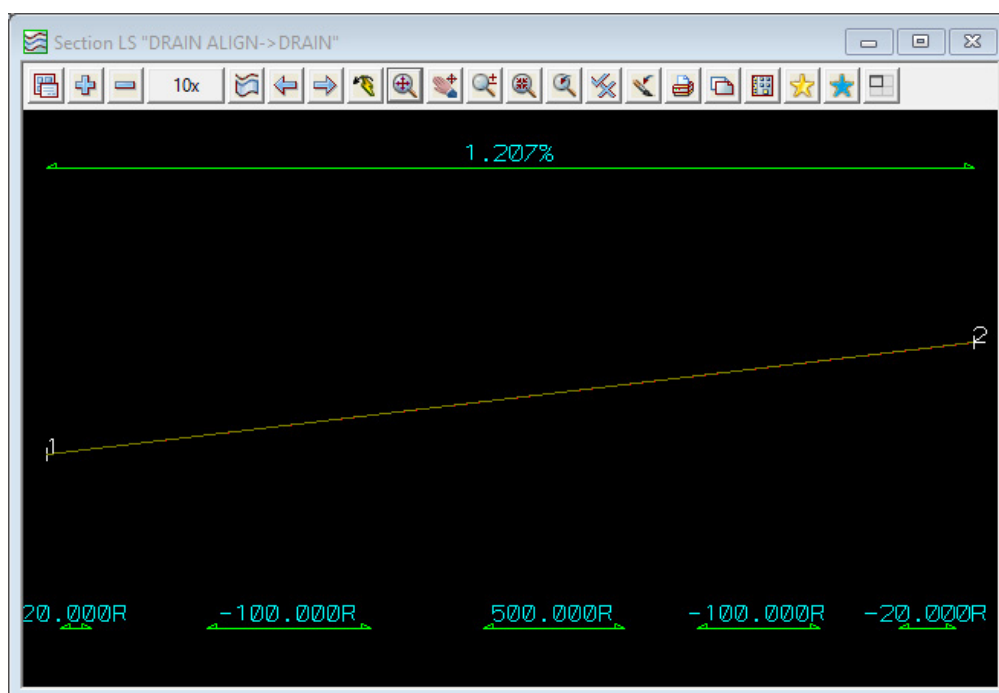 Section LS "DRAIN ALIGN->DRAIN"
10x
1.207%
2
1
20.000R -100.000R 500.000R -100.000R -20.000R